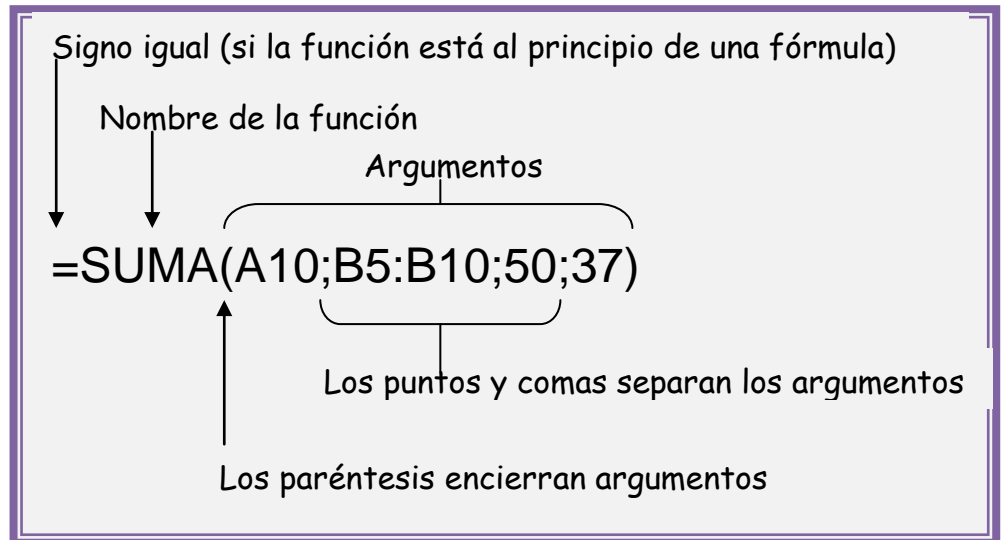 Signo igual (si la función está al principio de una fórmula)
Nombre de la función
Argumentos
=SUMA(A10;B5:B10;50;37)
Los puntos y comas separan los argumentos
Los paréntesis encierran argumentos